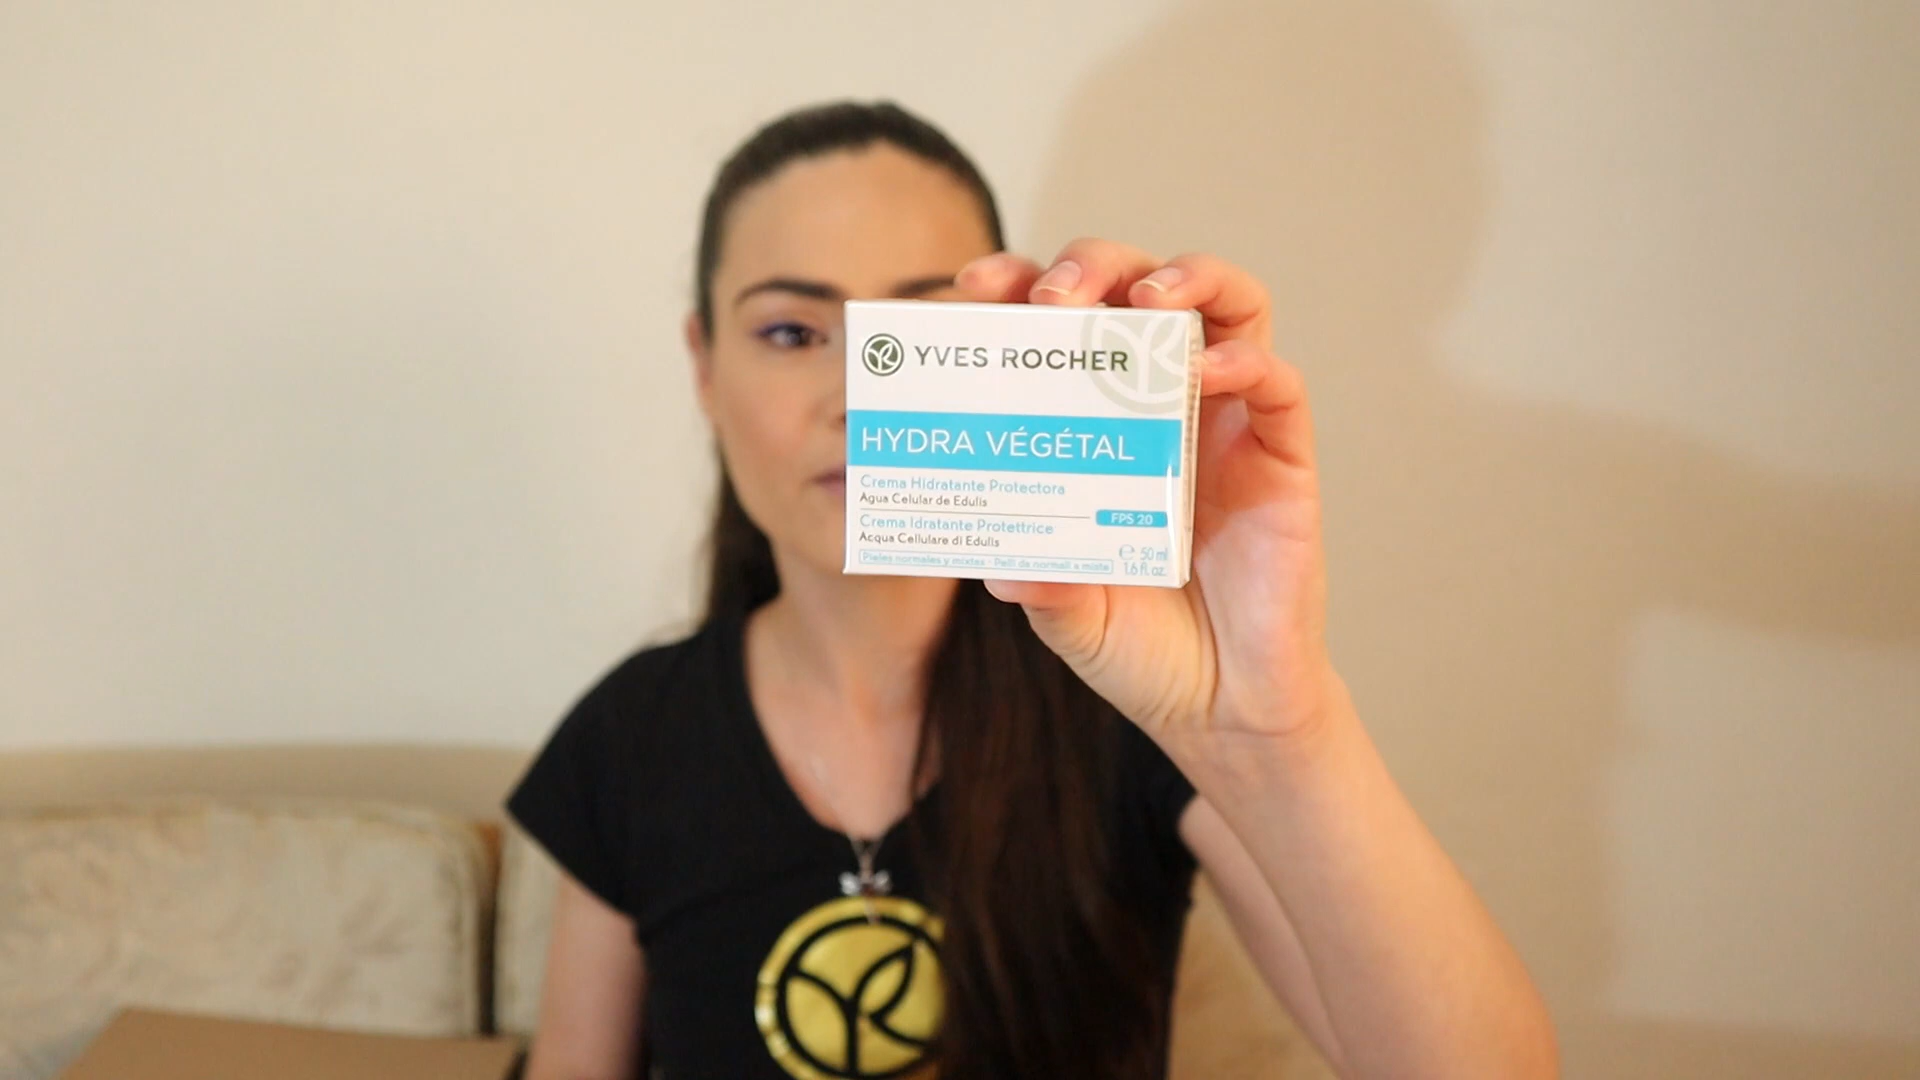 YVES ROCHER
HYDRA VÉGÉTAL
Crema Hidratante Protectora
Agua Celular de Edulis
FPS 20
Crema Idratante Protettrice
Acqua Cellulare di Edulis
Pieles normales y mixtas - Pelli da normali a miste
℮ 50 ml
1.6 fl. oz.